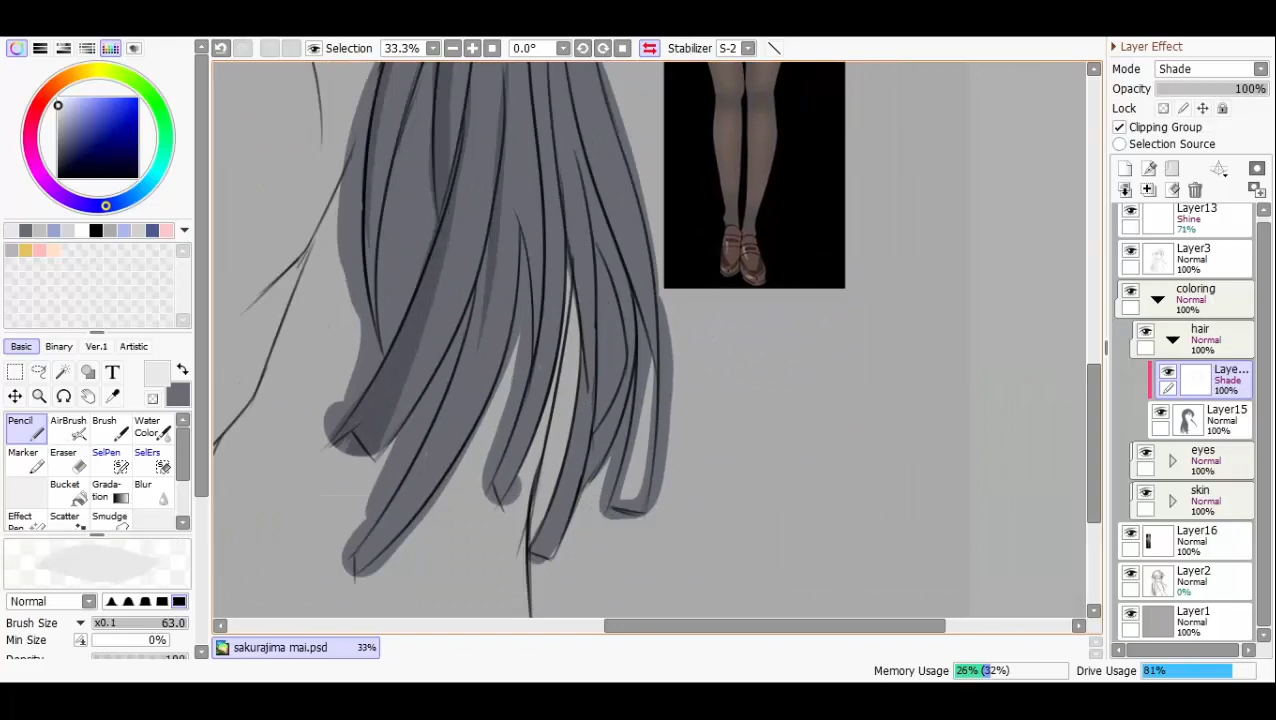 Selection 33.3% 0.0° Stabilizer S-2
Layer Effect
Mode Shade
Opacity 100%
Lock
Clipping Group
Selection Source
Layer13
Shine
71%
Layer3
Normal
100%
coloring
Normal
100%
hair
Normal
100%
Laye...
Shade
100%
Layer15
Normal
100%
eyes
Normal
100%
skin
Normal
100%
Layer16
Normal
100%
Layer2
Normal
0%
Layer1
Normal
100%
Basic Binary Ver.1 Artistic
T
Pencil AirBrush Brush Water
Color
Marker Eraser SelPen SelErs
Bucket Grada-
tion Blur
Effect
Pen Scatter Smudge
Normal
Brush Size x0.1 63.0
Min Size 0%
sakurajima mai.psd 33%
Memory Usage 26% (32%) Drive Usage 81%